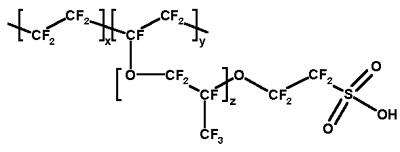 [CF2 CF2]x [CF CF2]y
[O CF2 CF]z O CF2 CF2 S O O OH
CF3